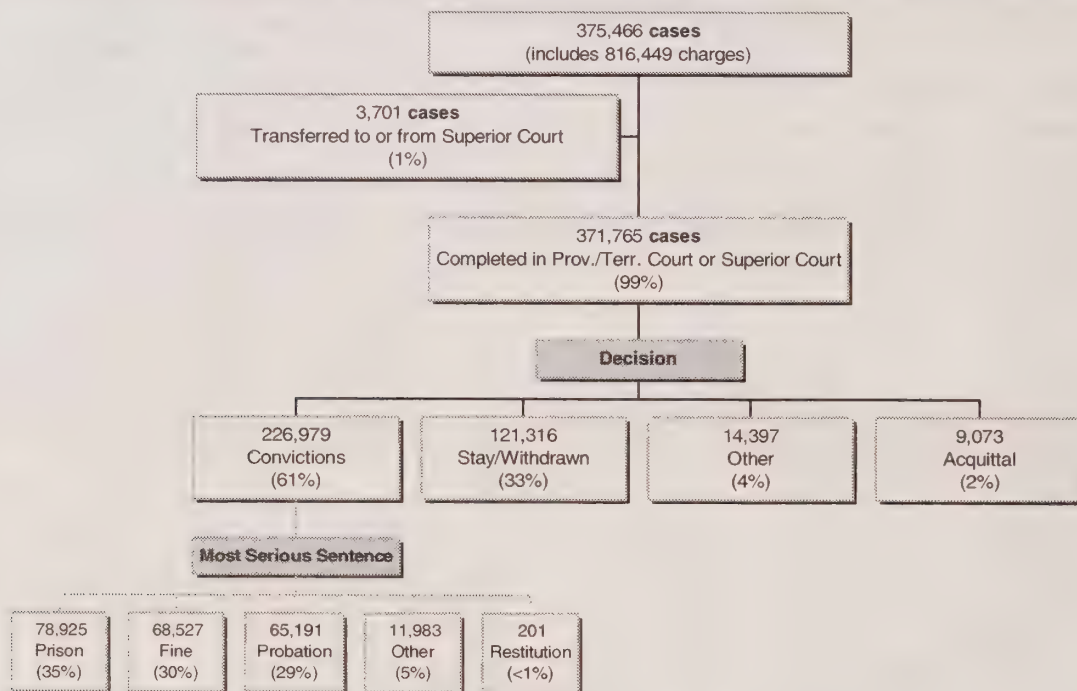 375,466 cases
(includes 816,449 charges)
3,701 cases
Transferred to or from Superior Court
(1%)
371,765 cases
Completed in Prov./Terr. Court or Superior Court
(99%)
Decision
226,979
Convictions
(61%)
121,316
Stay/Withdrawn
(33%)
14,397
Other
(4%)
9,073
Acquittal
(2%)
Most Serious Sentence
78,925
Prison
(35%)
68,527
Fine
(30%)
65,191
Probation
(29%)
11,983
Other
(5%)
201
Restitution
(<1%)